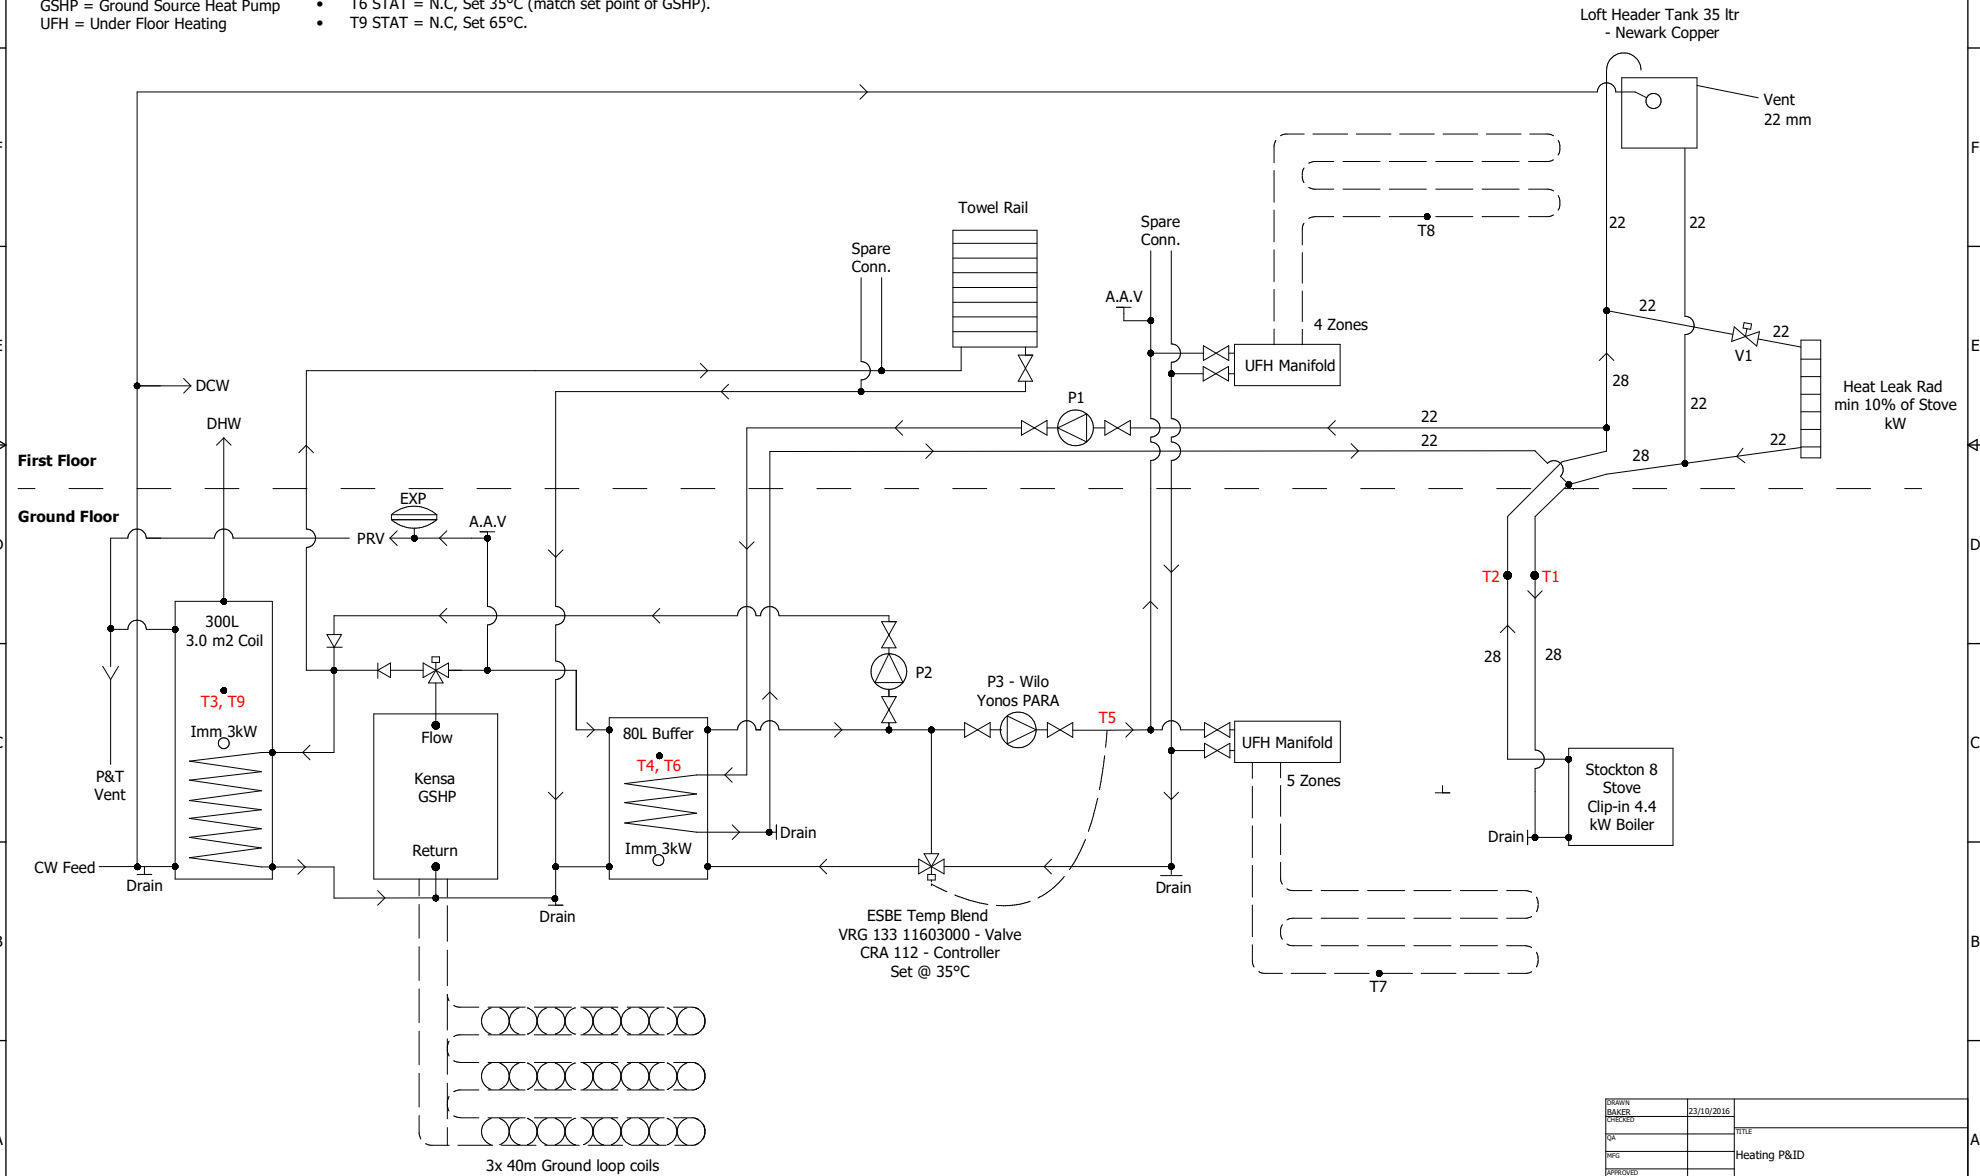 GSHP = Ground Source Heat Pump
UFH = Under Floor Heating
• T6 STAT = N.C, Set 35°C (match set point of GSHP).
• T9 STAT = N.C, Set 65°C.
Loft Header Tank 35 ltr
- Newark Copper
Vent
22 mm
F
F
Towel Rail
Spare
Conn.
Spare
Conn.
T8
22
22
A.A.V
4 Zones
UFH Manifold
22
22
V1
E
E
DCW
DHW
P1
28
22
22
22
22
28
Heat Leak Rad
min 10% of Stove
kW
First Floor
Ground Floor
EXP
A.A.V
PRV
D
D
T2
T1
300L
3.0 m2 Coil
T3, T9
Imm 3kW
P&T
Vent
Flow
Kensa
GSHP
Return
80L Buffer
T4, T6
Imm 3kW
Drain
P2
P3 - Wilo
Yonos PARA
T5
UFH Manifold
5 Zones
28
28
C
C
Stockton 8
Stove
Clip-in 4.4
kW Boiler
Drain
CW Feed
Drain
Drain
Drain
ESBE Temp Blend
VRG 133 11603000 - Valve
CRA 112 - Controller
Set @ 35°C
T7
B
B
3x 40m Ground loop coils
A
A
DRAWN
BAKER
23/10/2016
CHECKED
QA
MFG
APPROVED
TITLE
Heating P&ID